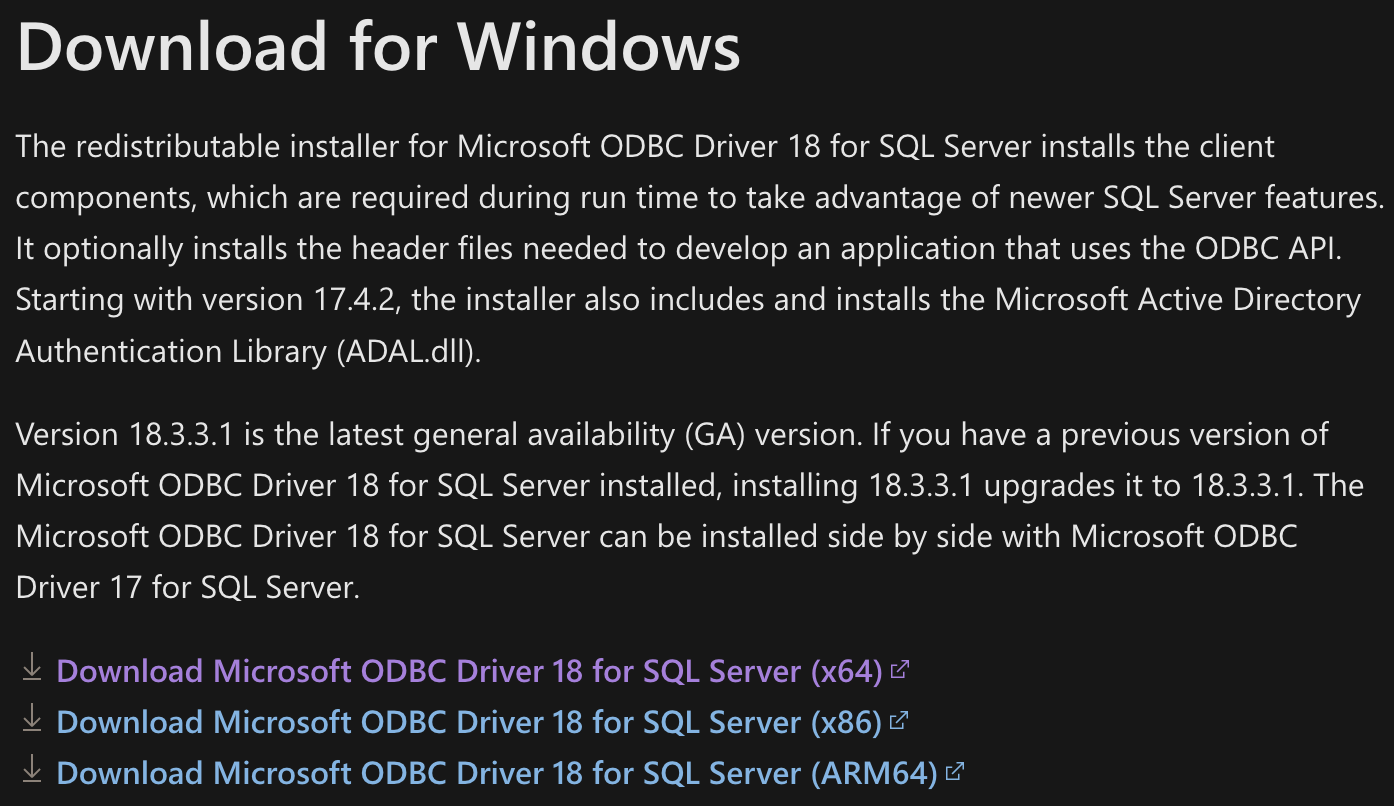 Download for Windows
The redistributable installer for Microsoft ODBC Driver 18 for SQL Server installs the client
components, which are required during run time to take advantage of newer SQL Server features.
It optionally installs the header files needed to develop an application that uses the ODBC API.
Starting with version 17.4.2, the installer also includes and installs the Microsoft Active Directory
Authentication Library (ADAL.dll).
Version 18.3.3.1 is the latest general availability (GA) version. If you have a previous version of
Microsoft ODBC Driver 18 for SQL Server installed, installing 18.3.3.1 upgrades it to 18.3.3.1. The
Microsoft ODBC Driver 18 for SQL Server can be installed side by side with Microsoft ODBC
Driver 17 for SQL Server.
Download Microsoft ODBC Driver 18 for SQL Server (x64)
Download Microsoft ODBC Driver 18 for SQL Server (x86)
Download Microsoft ODBC Driver 18 for SQL Server (ARM64)